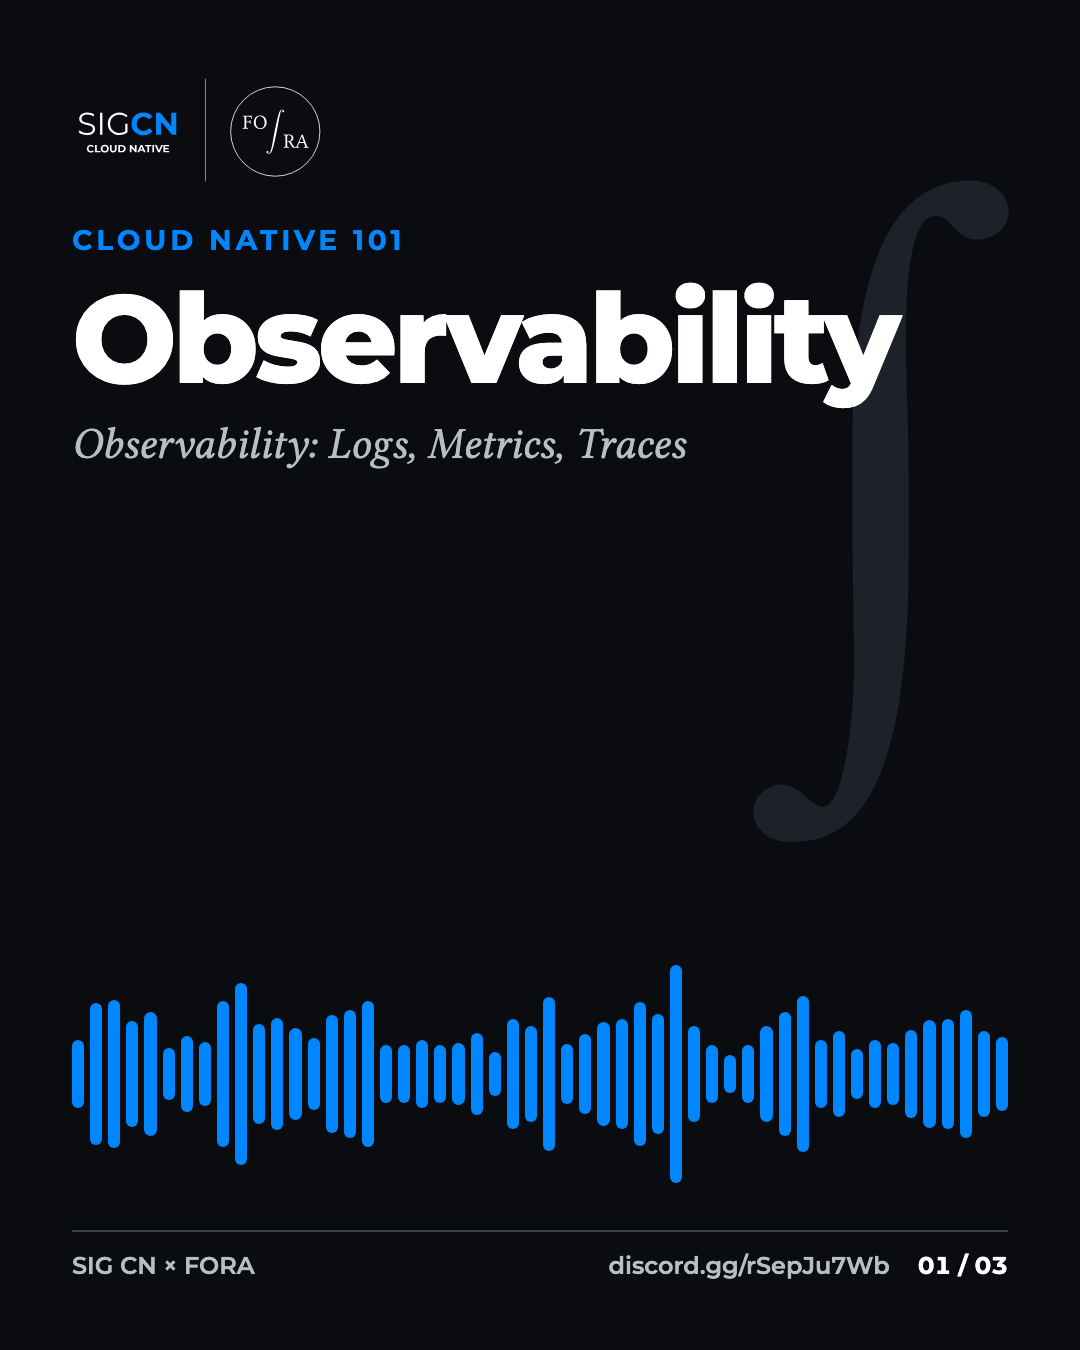 SIGCN
CLOUD NATIVE
FO∫RA
CLOUD NATIVE 101
Observability
Observability: Logs, Metrics, Traces
SIG CN × FORA
discord.gg/rSepJu7Wb 01 / 03